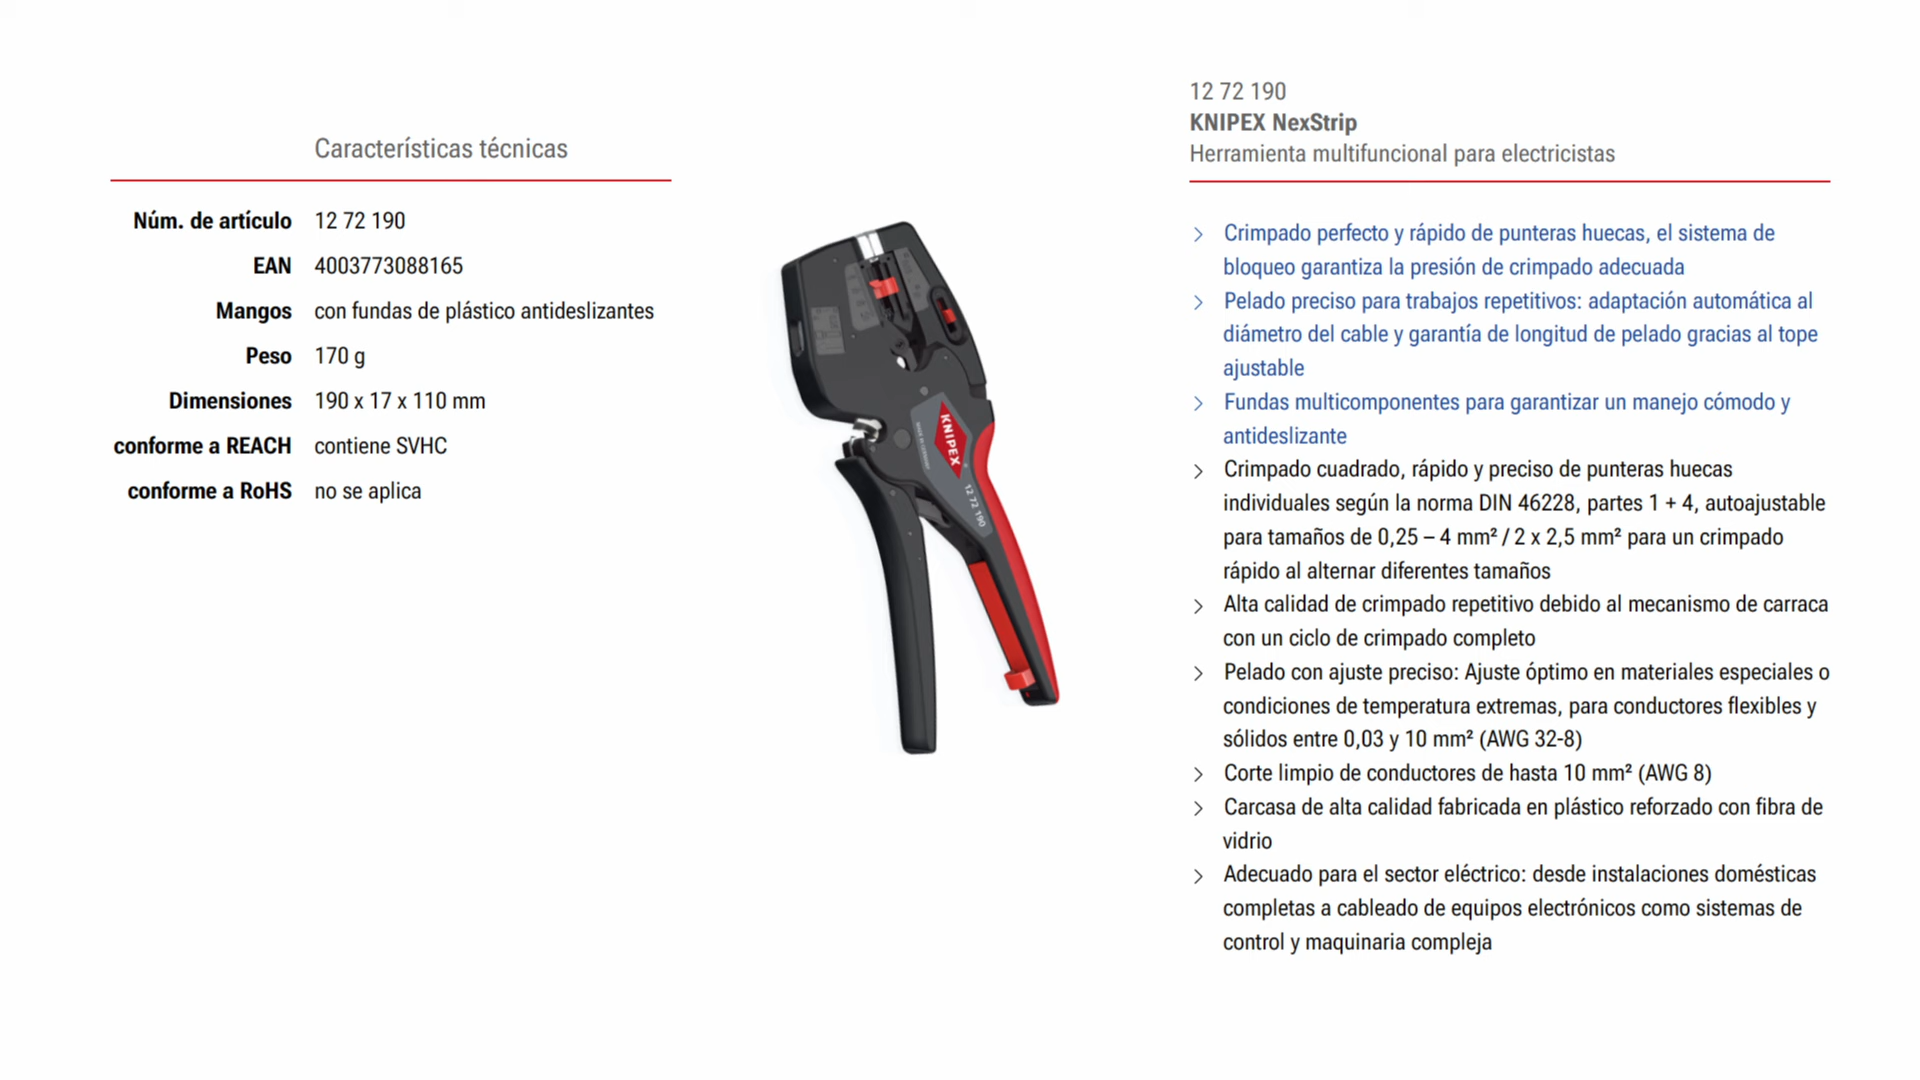 Características técnicas
Núm. de artículo 12 72 190
EAN 4003773088165
Mangos con fundas de plástico antideslizantes
Peso 170 g
Dimensiones 190 x 17 x 110 mm
conforme a REACH contiene SVHC
conforme a RoHS no se aplica
KNIPEX
12 72 190
12 72 190
KNIPEX NexStrip
Herramienta multifuncional para electricistas
Crimpado perfecto y rápido de punteras huecas, el sistema de
bloqueo garantiza la presión de crimpado adecuada
Pelado preciso para trabajos repetitivos: adaptación automática al
diámetro del cable y garantía de longitud de pelado gracias al tope
ajustable
Fundas multicomponentes para garantizar un manejo cómodo y
antideslizante
Crimpado cuadrado, rápido y preciso de punteras huecas
individuales según la norma DIN 46228, partes 1 + 4, autoajustable
para tamaños de 0,25 – 4 mm² / 2 x 2,5 mm² para un crimpado
rápido al alternar diferentes tamaños
Alta calidad de crimpado repetitivo debido al mecanismo de carraca
con un ciclo de crimpado completo
Pelado con ajuste preciso: Ajuste óptimo en materiales especiales o
condiciones de temperatura extremas, para conductores flexibles y
sólidos entre 0,03 y 10 mm² (AWG 32-8)
Corte limpio de conductores de hasta 10 mm² (AWG 8)
Carcasa de alta calidad fabricada en plástico reforzado con fibra de
vidrio
Adecuado para el sector eléctrico: desde instalaciones domésticas
completas a cableado de equipos electrónicos como sistemas de
control y maquinaria compleja